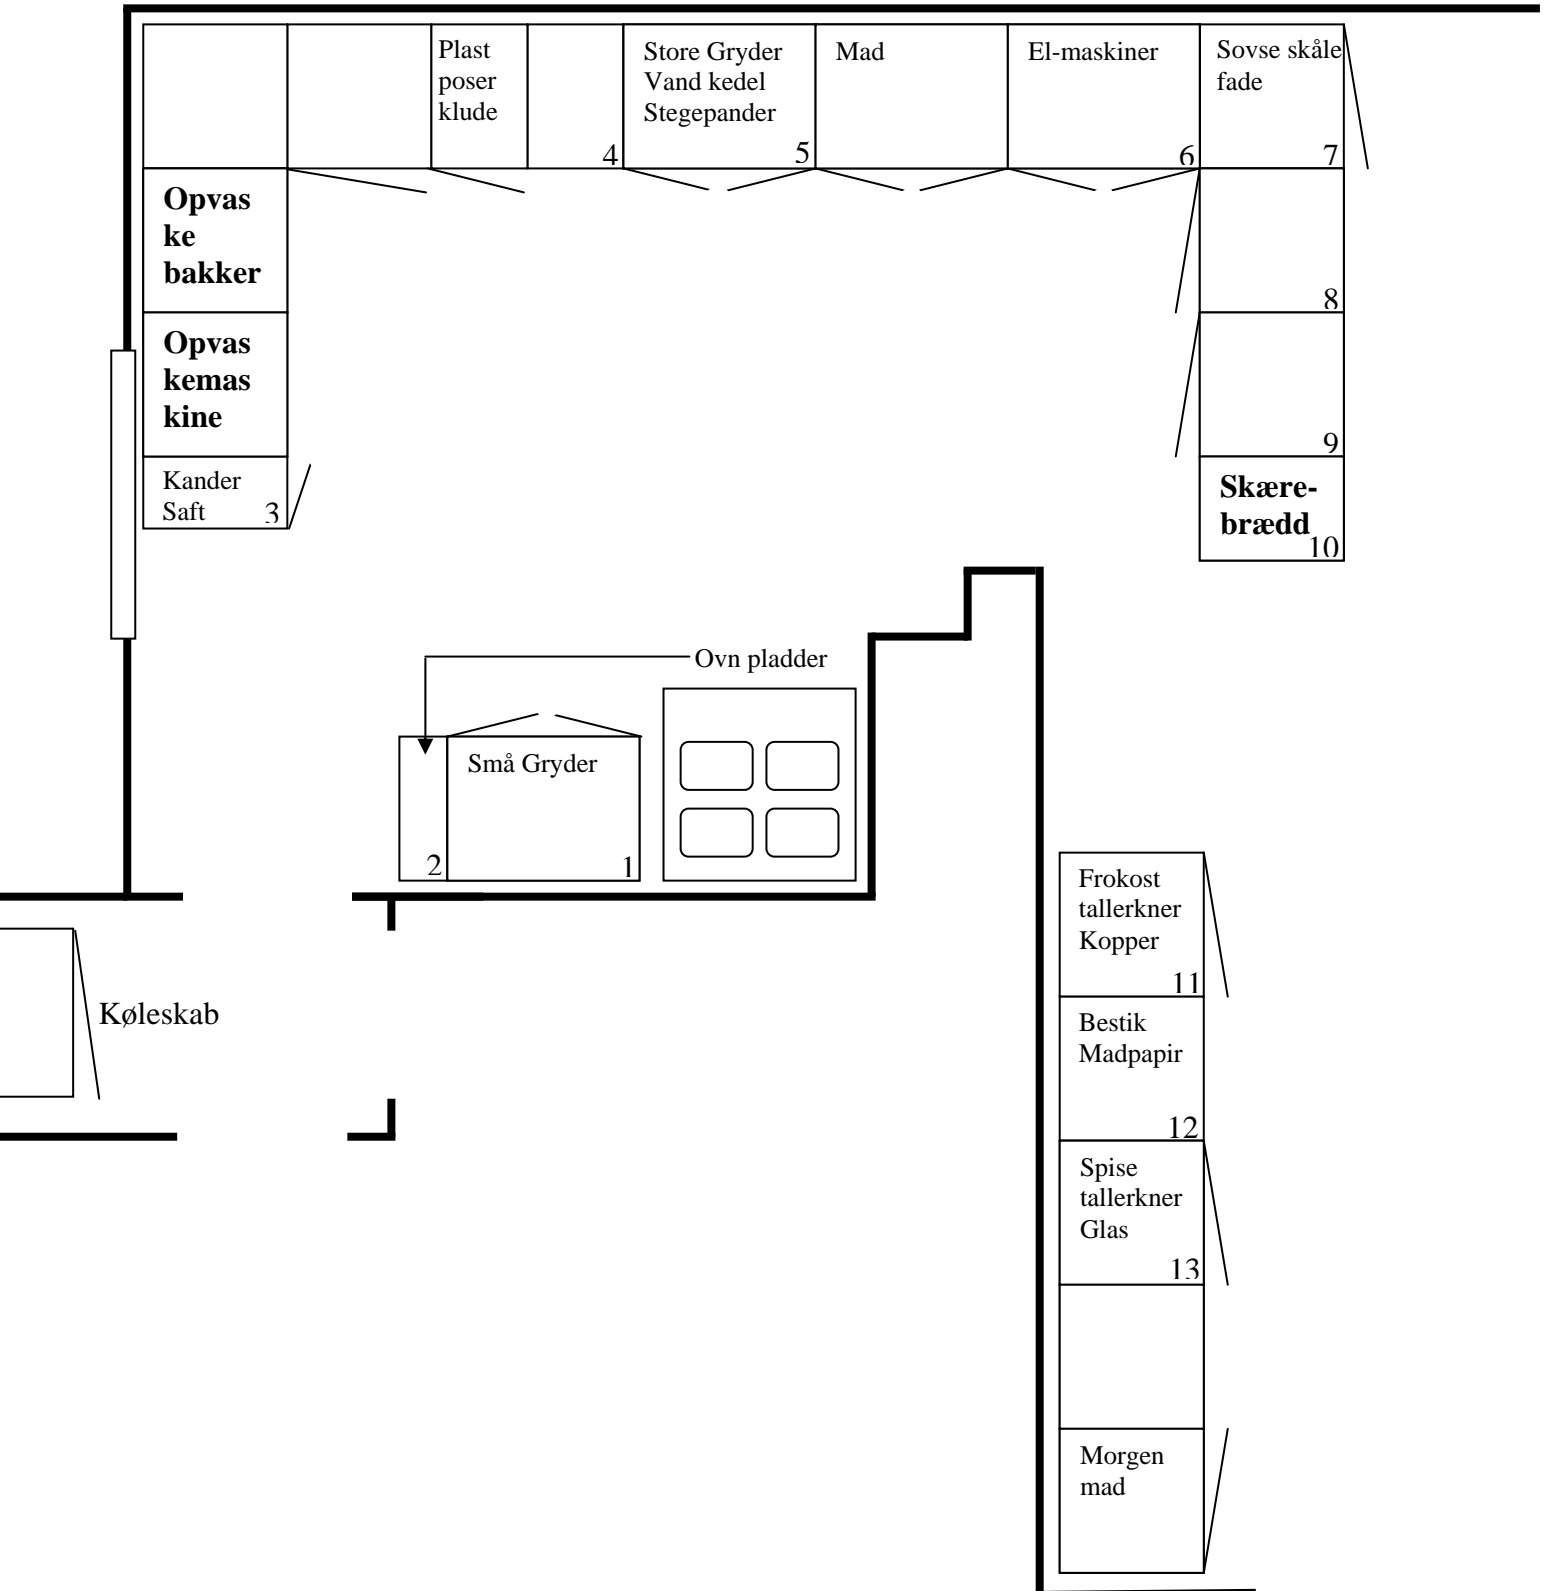 Plast
poser
klude
4
Store Gryder
Vand kedel
Stegepander
5
Mad
El-maskiner
6
Sovse skåle
fade
7
Opvas
ke
bakker
8
Opvas
kemas
kine
9
Kander
Saft 3
Skære-
brædd
10
Ovn pladder
Små Gryder
2
1
Frokost
tallerkner
Kopper
11
Køleskab
Bestik
Madpapir
12
Spise
tallerkner
Glas
13
Morgen
mad